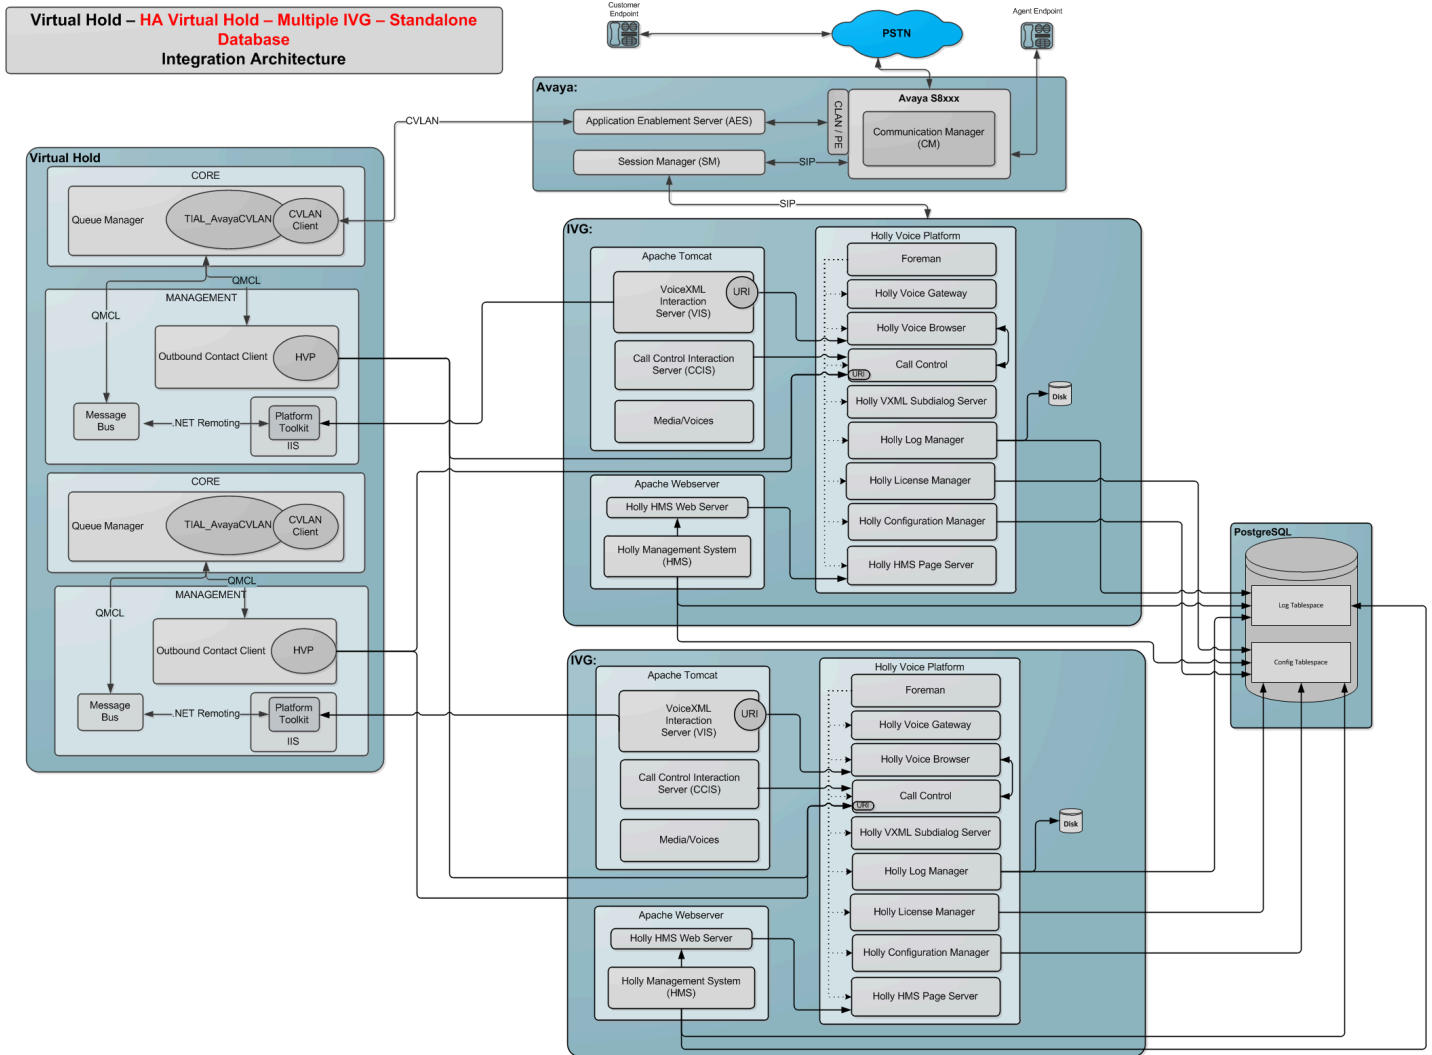 Virtual Hold – HA Virtual Hold – Multiple IVG – Standalone
Database
Integration Architecture
Customer
Endpoint
PSTN
Agent Endpoint
Avaya:
Application Enablement Server (AES)
Session Manager (SM)
CLAN / PE
Avaya S8xxx
Communication Manager
(CM)
SIP
CVLAN
SIP
Virtual Hold
CORE
Queue Manager
TIAL_AvayaCVLAN
CVLAN
Client
QMCL
QMCL
MANAGEMENT
Outbound Contact Client
HVP
Message
Bus
.NET Remoting
Platform
Toolkit
IIS
CORE
Queue Manager
TIAL_AvayaCVLAN
CVLAN
Client
QMCL
QMCL
MANAGEMENT
Outbound Contact Client
HVP
Message
Bus
.NET Remoting
Platform
Toolkit
IIS
IVG:
Apache Tomcat
VoiceXML
Interaction
Server (VIS)
URI
Call Control Interaction
Server (CCIS)
Media/Voices
Apache Webserver
Holly HMS Web Server
Holly Management System
(HMS)
Holly Voice Platform
Foreman
Holly Voice Gateway
Holly Voice Browser
Call Control
URI
Holly VXML Subdialog Server
Holly Log Manager
Holly License Manager
Holly Configuration Manager
Holly HMS Page Server
Disk
PostgreSQL
Log Tablespace
Config Tablespace
IVG:
Apache Tomcat
VoiceXML
Interaction
Server (VIS)
URI
Call Control Interaction
Server (CCIS)
Media/Voices
Apache Webserver
Holly HMS Web Server
Holly Management System
(HMS)
Holly Voice Platform
Foreman
Holly Voice Gateway
Holly Voice Browser
Call Control
URI
Holly VXML Subdialog Server
Holly Log Manager
Holly License Manager
Holly Configuration Manager
Holly HMS Page Server
Disk